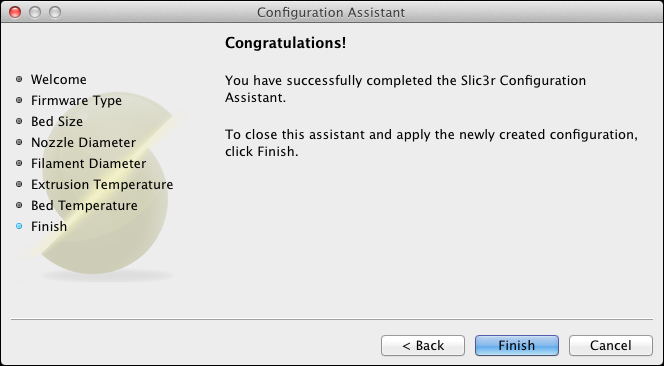 Configuration Assistant
Welcome
Firmware Type
Bed Size
Nozzle Diameter
Filament Diameter
Extrusion Temperature
Bed Temperature
Finish
Congratulations!
You have successfully completed the Slic3r Configuration
Assistant.
To close this assistant and apply the newly created configuration,
click Finish.
< Back
Finish
Cancel